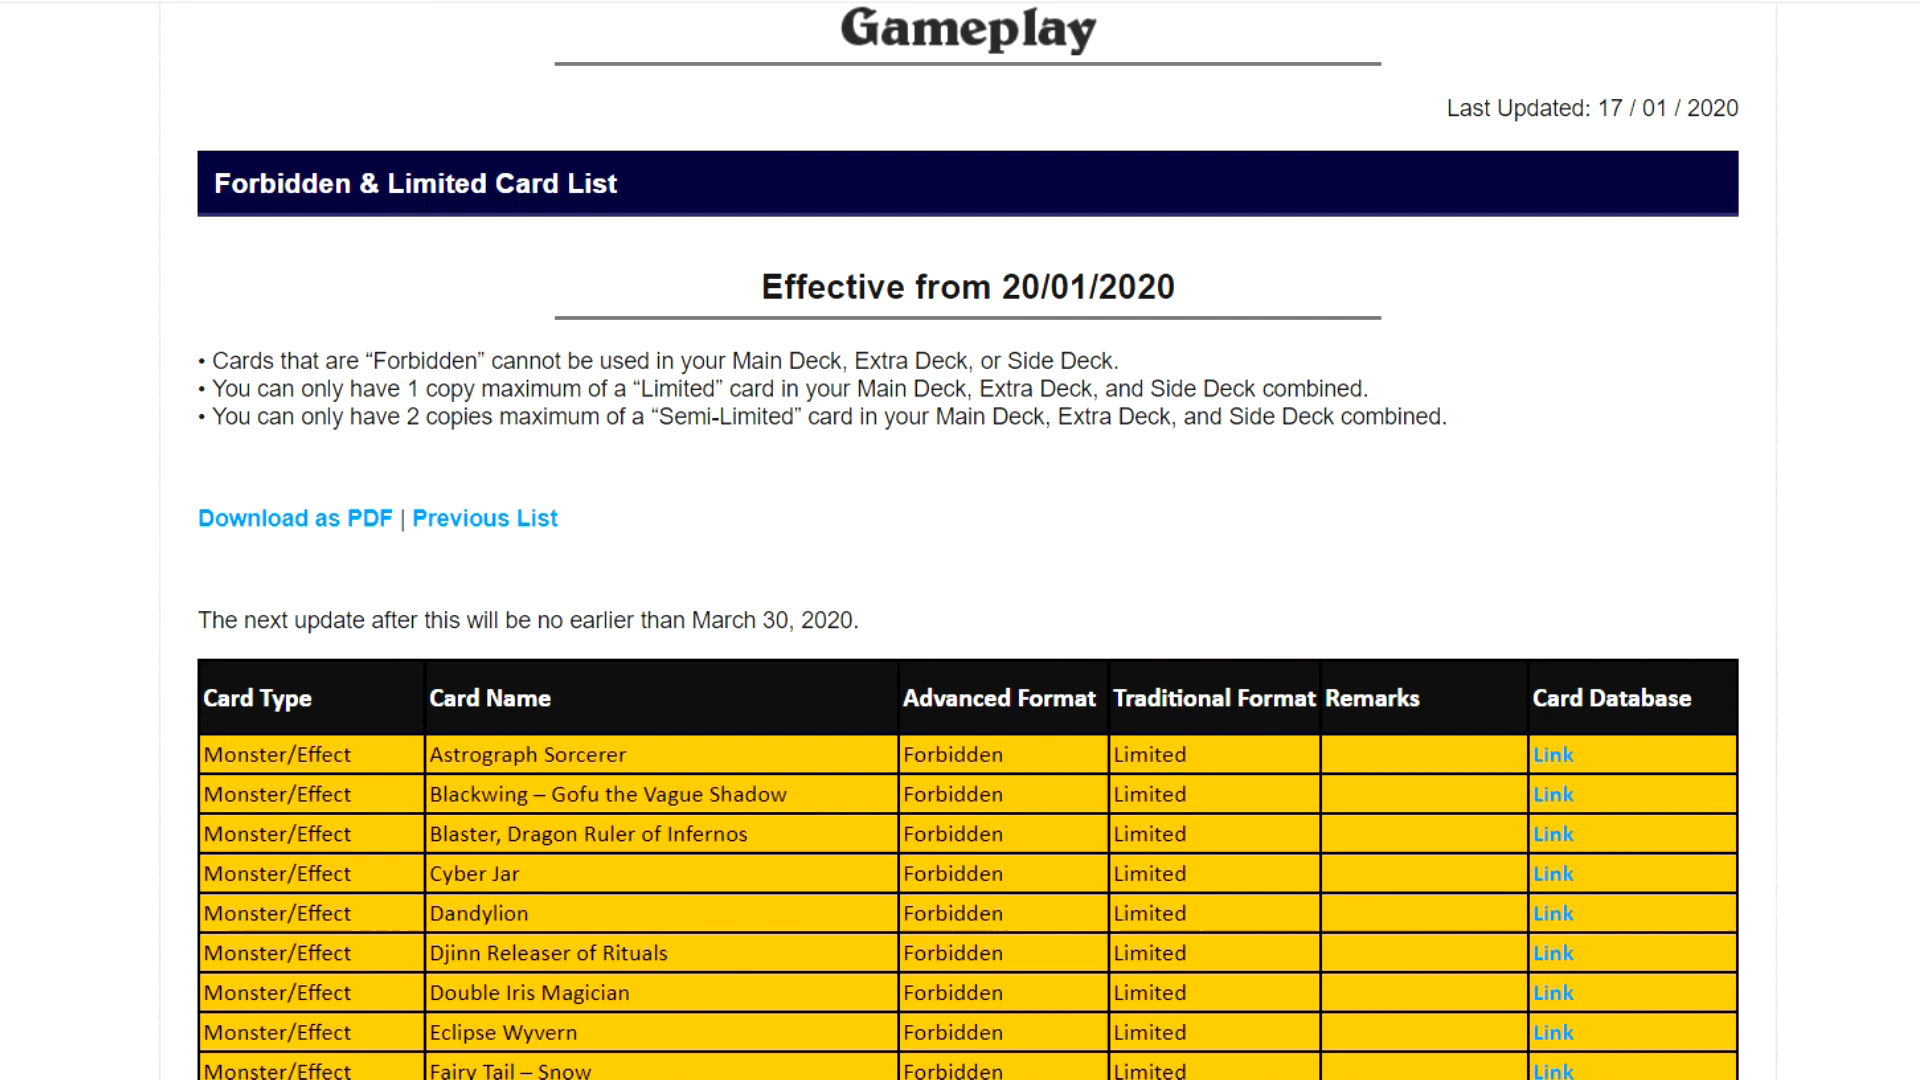 Gameplay
Last Updated: 17 / 01 / 2020
Forbidden & Limited Card List
Effective from 20/01/2020
• Cards that are “Forbidden” cannot be used in your Main Deck, Extra Deck, or Side Deck.
• You can only have 1 copy maximum of a “Limited” card in your Main Deck, Extra Deck, and Side Deck combined.
• You can only have 2 copies maximum of a “Semi-Limited” card in your Main Deck, Extra Deck, and Side Deck combined.
Download as PDF | Previous List
The next update after this will be no earlier than March 30, 2020.
Card Type Card Name Advanced Format Traditional Format Remarks Card Database
Monster/Effect Astrograph Sorcerer Forbidden Limited Link
Monster/Effect Blackwing – Gofu the Vague Shadow Forbidden Limited Link
Monster/Effect Blaster, Dragon Ruler of Infernos Forbidden Limited Link
Monster/Effect Cyber Jar Forbidden Limited Link
Monster/Effect Dandylion Forbidden Limited Link
Monster/Effect Djinn Releaser of Rituals Forbidden Limited Link
Monster/Effect Double Iris Magician Forbidden Limited Link
Monster/Effect Eclipse Wyvern Forbidden Limited Link
Monster/Effect Fairy Tail – Snow Forbidden Limited Link